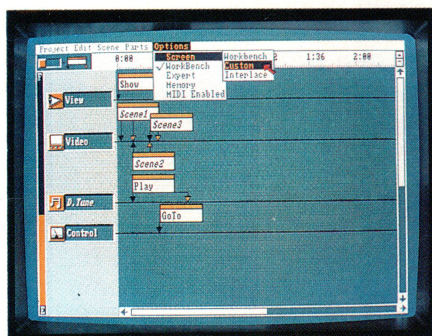 Project Edit Scene Parts Options
0:00 1:36 2:08
Screen Workbench
✓WorkBench Custom
Expert Interlace
Memory
MIDI Enabled
Show
View
Scene1
Scene3
Video
Scene2
Play
D.Tune
GoTo
Control